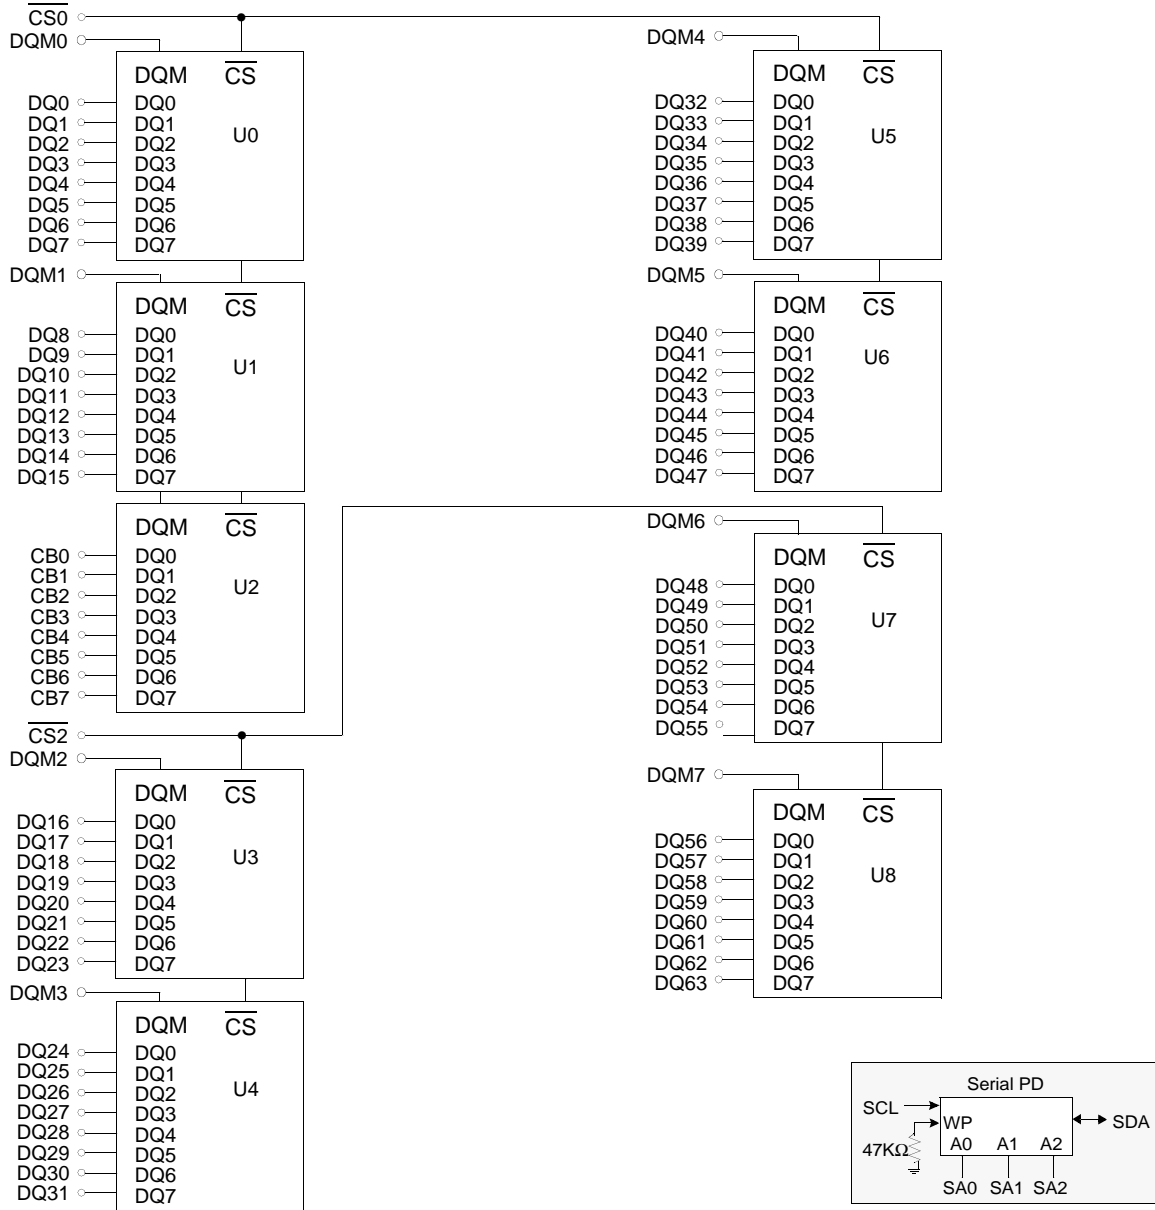 CS0
DQM0
DQM CS
DQ0 DQ0
DQ1 DQ1
U0
DQ2 DQ2
DQ3 DQ3
DQ4 DQ4
DQ5 DQ5
DQ6 DQ6
DQ7 DQ7
DQM1
DQM CS
DQ8 DQ0
DQ9 DQ1
U1
DQ10 DQ2
DQ11 DQ3
DQ12 DQ4
DQ13 DQ5
DQ14 DQ6
DQ15 DQ7
DQM CS
CB0 DQ0
CB1 DQ1
U2
CB2 DQ2
CB3 DQ3
CB4 DQ4
CB5 DQ5
CB6 DQ6
CB7 DQ7
CS2
DQM2
DQM CS
DQ16 DQ0
DQ17 DQ1
U3
DQ18 DQ2
DQ19 DQ3
DQ20 DQ4
DQ21 DQ5
DQ22 DQ6
DQ23 DQ7
DQM3
DQM CS
DQ24 DQ0
DQ25 DQ1
U4
DQ26 DQ2
DQ27 DQ3
DQ28 DQ4
DQ29 DQ5
DQ30 DQ6
DQ31 DQ7
DQM4
DQM CS
DQ32 DQ0
DQ33 DQ1
U5
DQ34 DQ2
DQ35 DQ3
DQ36 DQ4
DQ37 DQ5
DQ38 DQ6
DQ39 DQ7
DQM5
DQM CS
DQ40 DQ0
DQ41 DQ1
U6
DQ42 DQ2
DQ43 DQ3
DQ44 DQ4
DQ45 DQ5
DQ46 DQ6
DQ47 DQ7
DQM6
DQM CS
DQ48 DQ0
DQ49 DQ1
U7
DQ50 DQ2
DQ51 DQ3
DQ52 DQ4
DQ53 DQ5
DQ54 DQ6
DQ55 DQ7
DQM7
DQM CS
DQ56 DQ0
DQ57 DQ1
U8
DQ58 DQ2
DQ59 DQ3
DQ60 DQ4
DQ61 DQ5
DQ62 DQ6
DQ63 DQ7
Serial PD
SCL
WP
SDA
47KΩ
A0 A1 A2
SA0 SA1 SA2